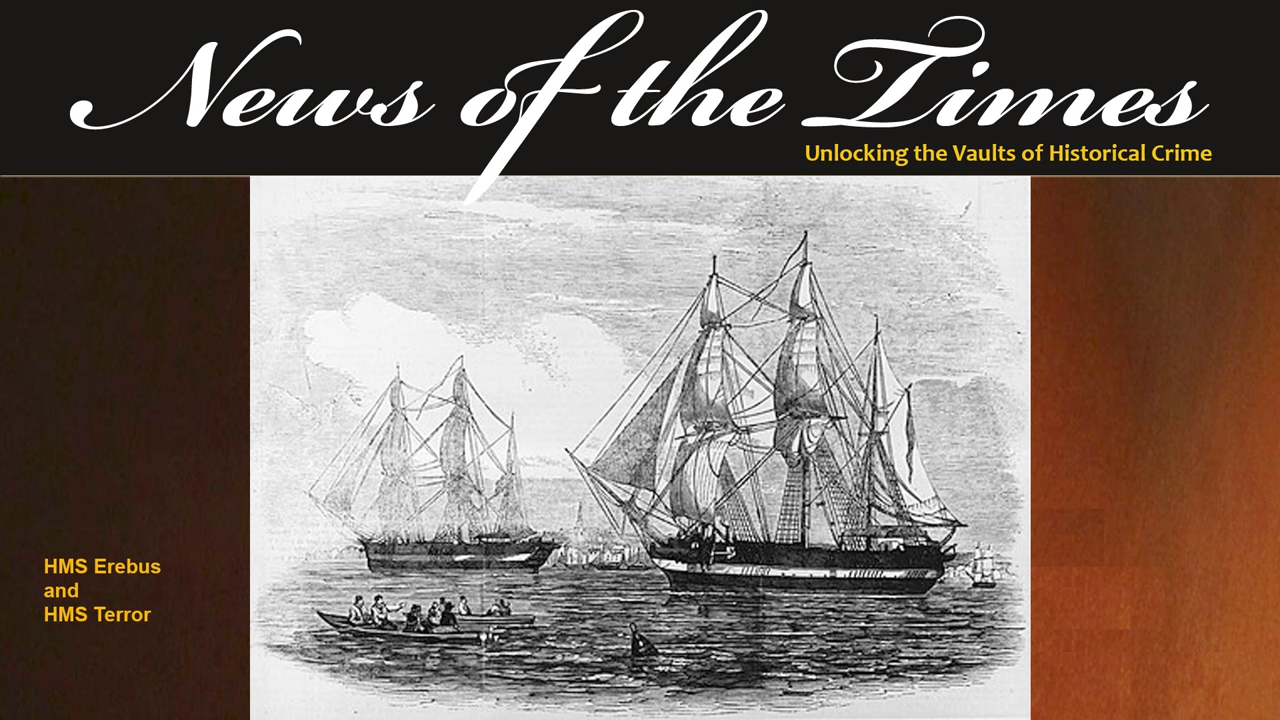 News of the Times
Unlocking the Vaults of Historical Crime
HMS Erebus
and
HMS Terror